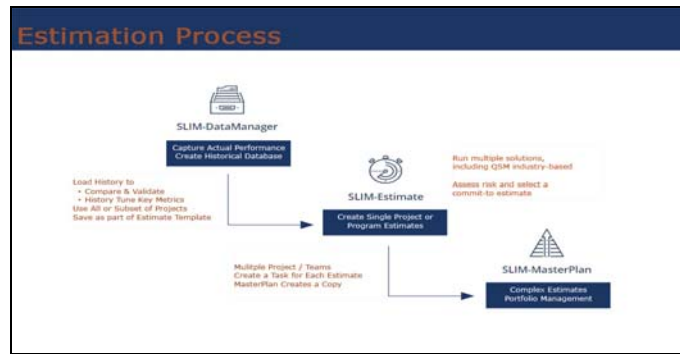 Estimation Process
SLIM-DataManager
Capture Actual Performance
Create Historical Database
Load History to
• Compare & Validate
• History Tune Key Metrics
Use All or Subset of Projects
Save as part of Estimate Template
SLIM-Estimate
Create Single Project or
Program Estimates
Run multiple solutions,
including QSM industry-based
Assess risk and select a
commit-to estimate
Mulitple Project / Teams
Create a Task for Each Estimate
MasterPlan Creates a Copy
SLIM-MasterPlan
Complex Estimates
Portfolio Management